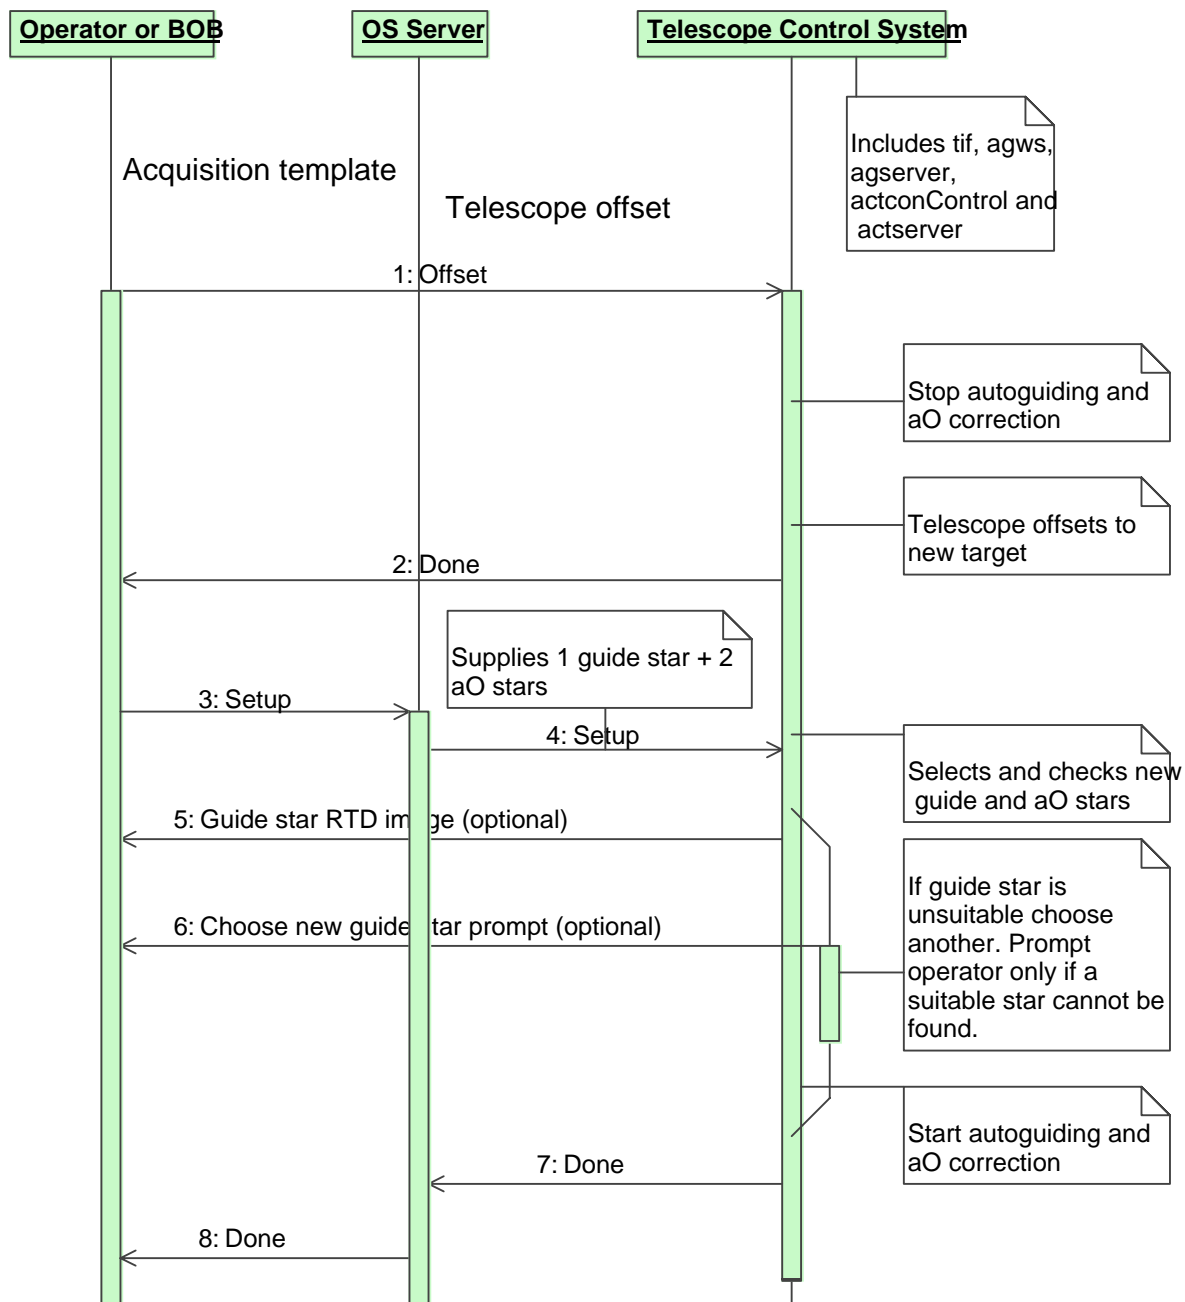 Operator or BOB
OS Server
Telescope Control System
Includes tif, agws,
agserver,
actconControl and
actserver
Acquisition template
Telescope offset
1: Offset
Stop autoguiding and
aO correction
Telescope offsets to
new target
2: Done
Supplies 1 guide star + 2
aO stars
3: Setup
4: Setup
Selects and checks new
guide and aO stars
5: Guide star RTD image (optional)
6: Choose new guide star prompt (optional)
If guide star is
unsuitable choose
another. Prompt
operator only if a
suitable star cannot be
found.
Start autoguiding and
aO correction
7: Done
8: Done